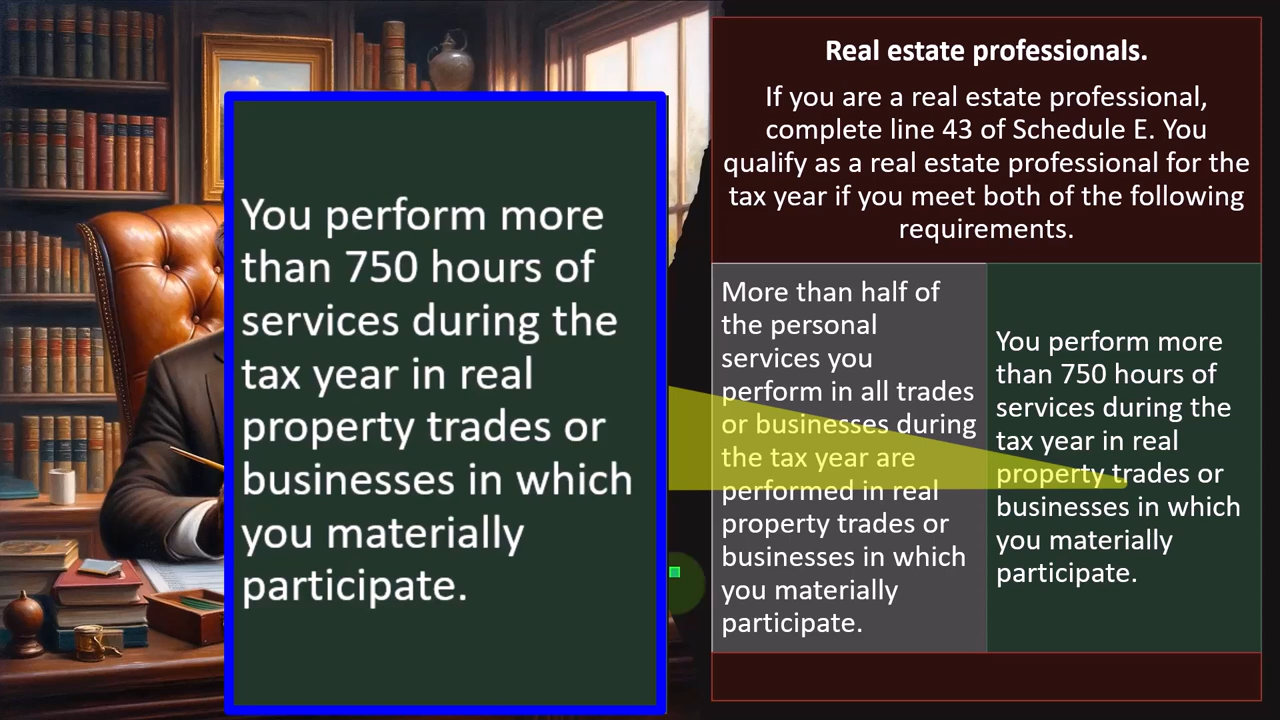 You perform more
than 750 hours of
services during the
tax year in real
property trades or
businesses in which
you materially
participate.
Real estate professionals.
If you are a real estate professional,
complete line 43 of Schedule E. You
qualify as a real estate professional for the
tax year if you meet both of the following
requirements.
More than half of
the personal
services you
perform in all trades
or businesses during
the tax year are
performed in real
property trades or
businesses in which
you materially
participate.
You perform more
than 750 hours of
services during the
tax year in real
property trades or
businesses in which
you materially
participate.